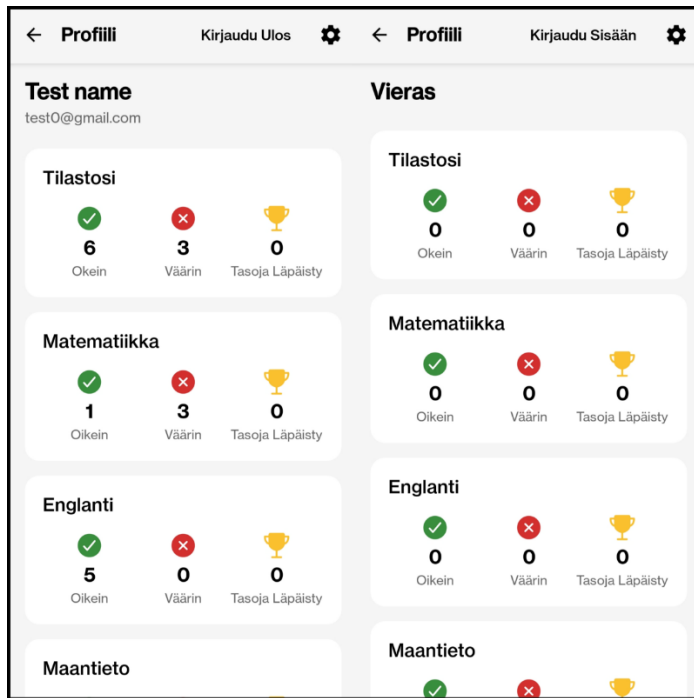 Profiili Kirjaudu Ulos
Test name
test0@gmail.com
Tilastosi
6 3 0
Okein Väärin Tasoja Läpäisty
Matematiikka
1 3 0
Oikein Väärin Tasoja Läpäisty
Englanti
5 0 0
Oikein Väärin Tasoja Läpäisty
Maantieto
Profiili Kirjaudu Sisään
Vieras
Tilastosi
0 0 0
Okein Väärin Tasoja Läpäisty
Matematiikka
0 0 0
Oikein Väärin Tasoja Läpäisty
Englanti
0 0 0
Oikein Väärin Tasoja Läpäisty
Maantieto